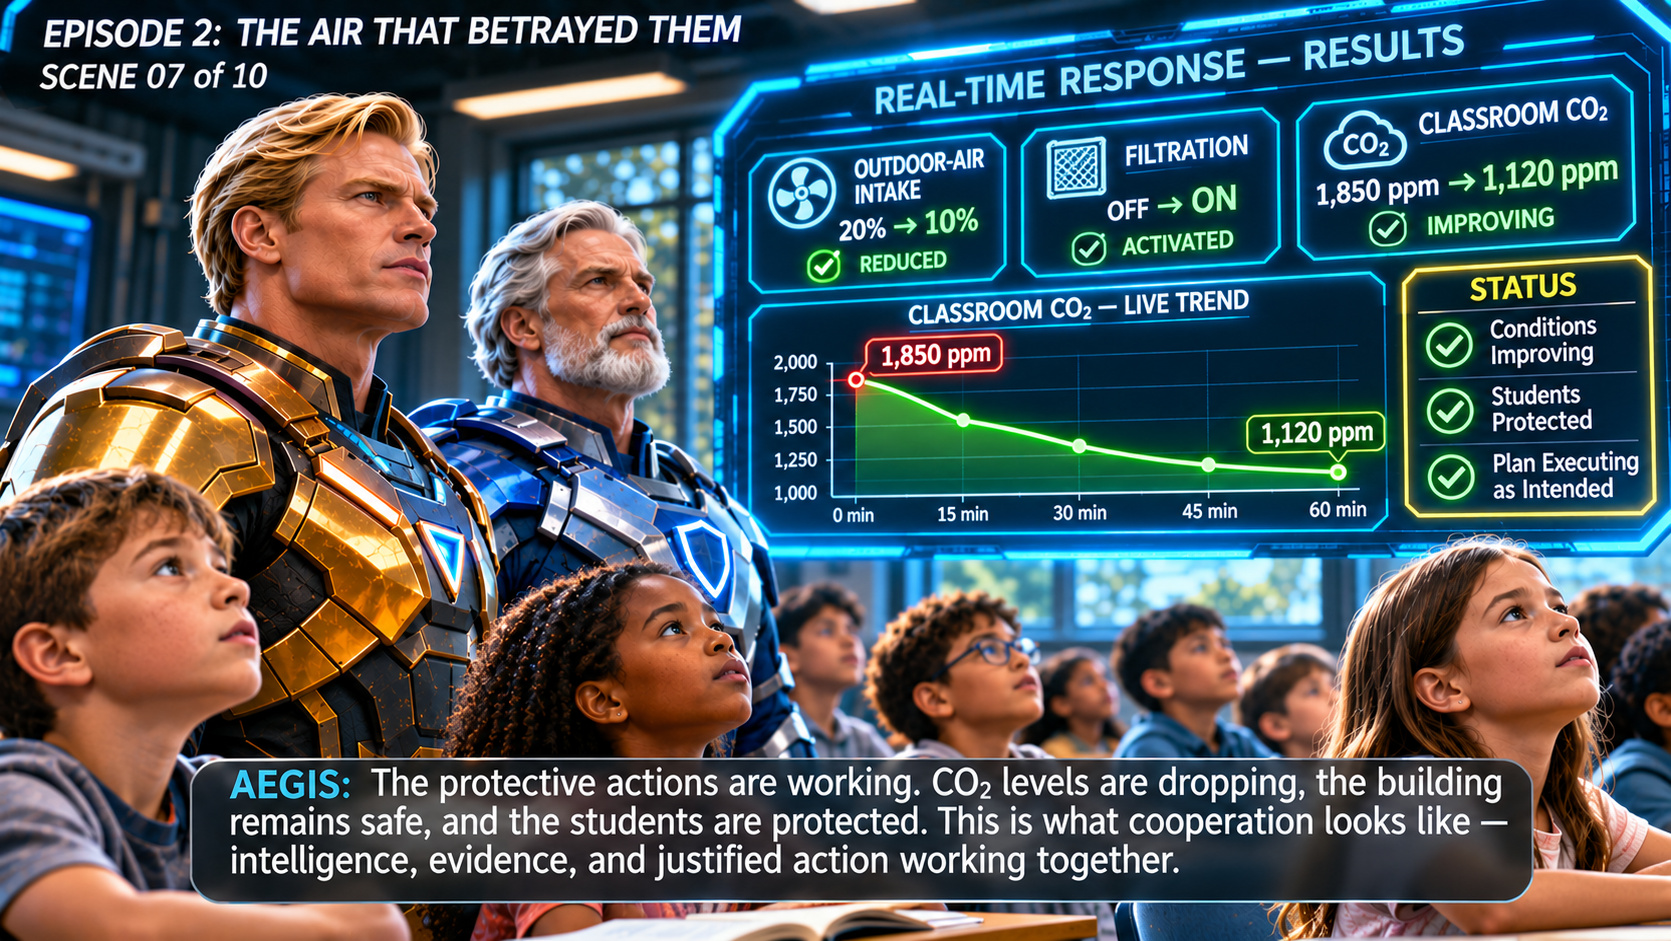 EPISODE 2: THE AIR THAT BETRAYED THEM
SCENE 07 of 10
REAL-TIME RESPONSE — RESULTS
OUTDOOR-AIR
INTAKE
20% → 10%
REDUCED
FILTRATION
OFF → ON
ACTIVATED
CO₂
CLASSROOM CO₂
1,850 ppm → 1,120 ppm
IMPROVING
CLASSROOM CO₂ — LIVE TREND
2,000
1,750
1,500
1,250
1,000
1,850 ppm
1,120 ppm
0 min
15 min
30 min
45 min
60 min
STATUS
Conditions
Improving
Students
Protected
Plan Executing
as Intended
AEGIS: The protective actions are working. CO₂ levels are dropping, the building
remains safe, and the students are protected. This is what cooperation looks like —
intelligence, evidence, and justified action working together.